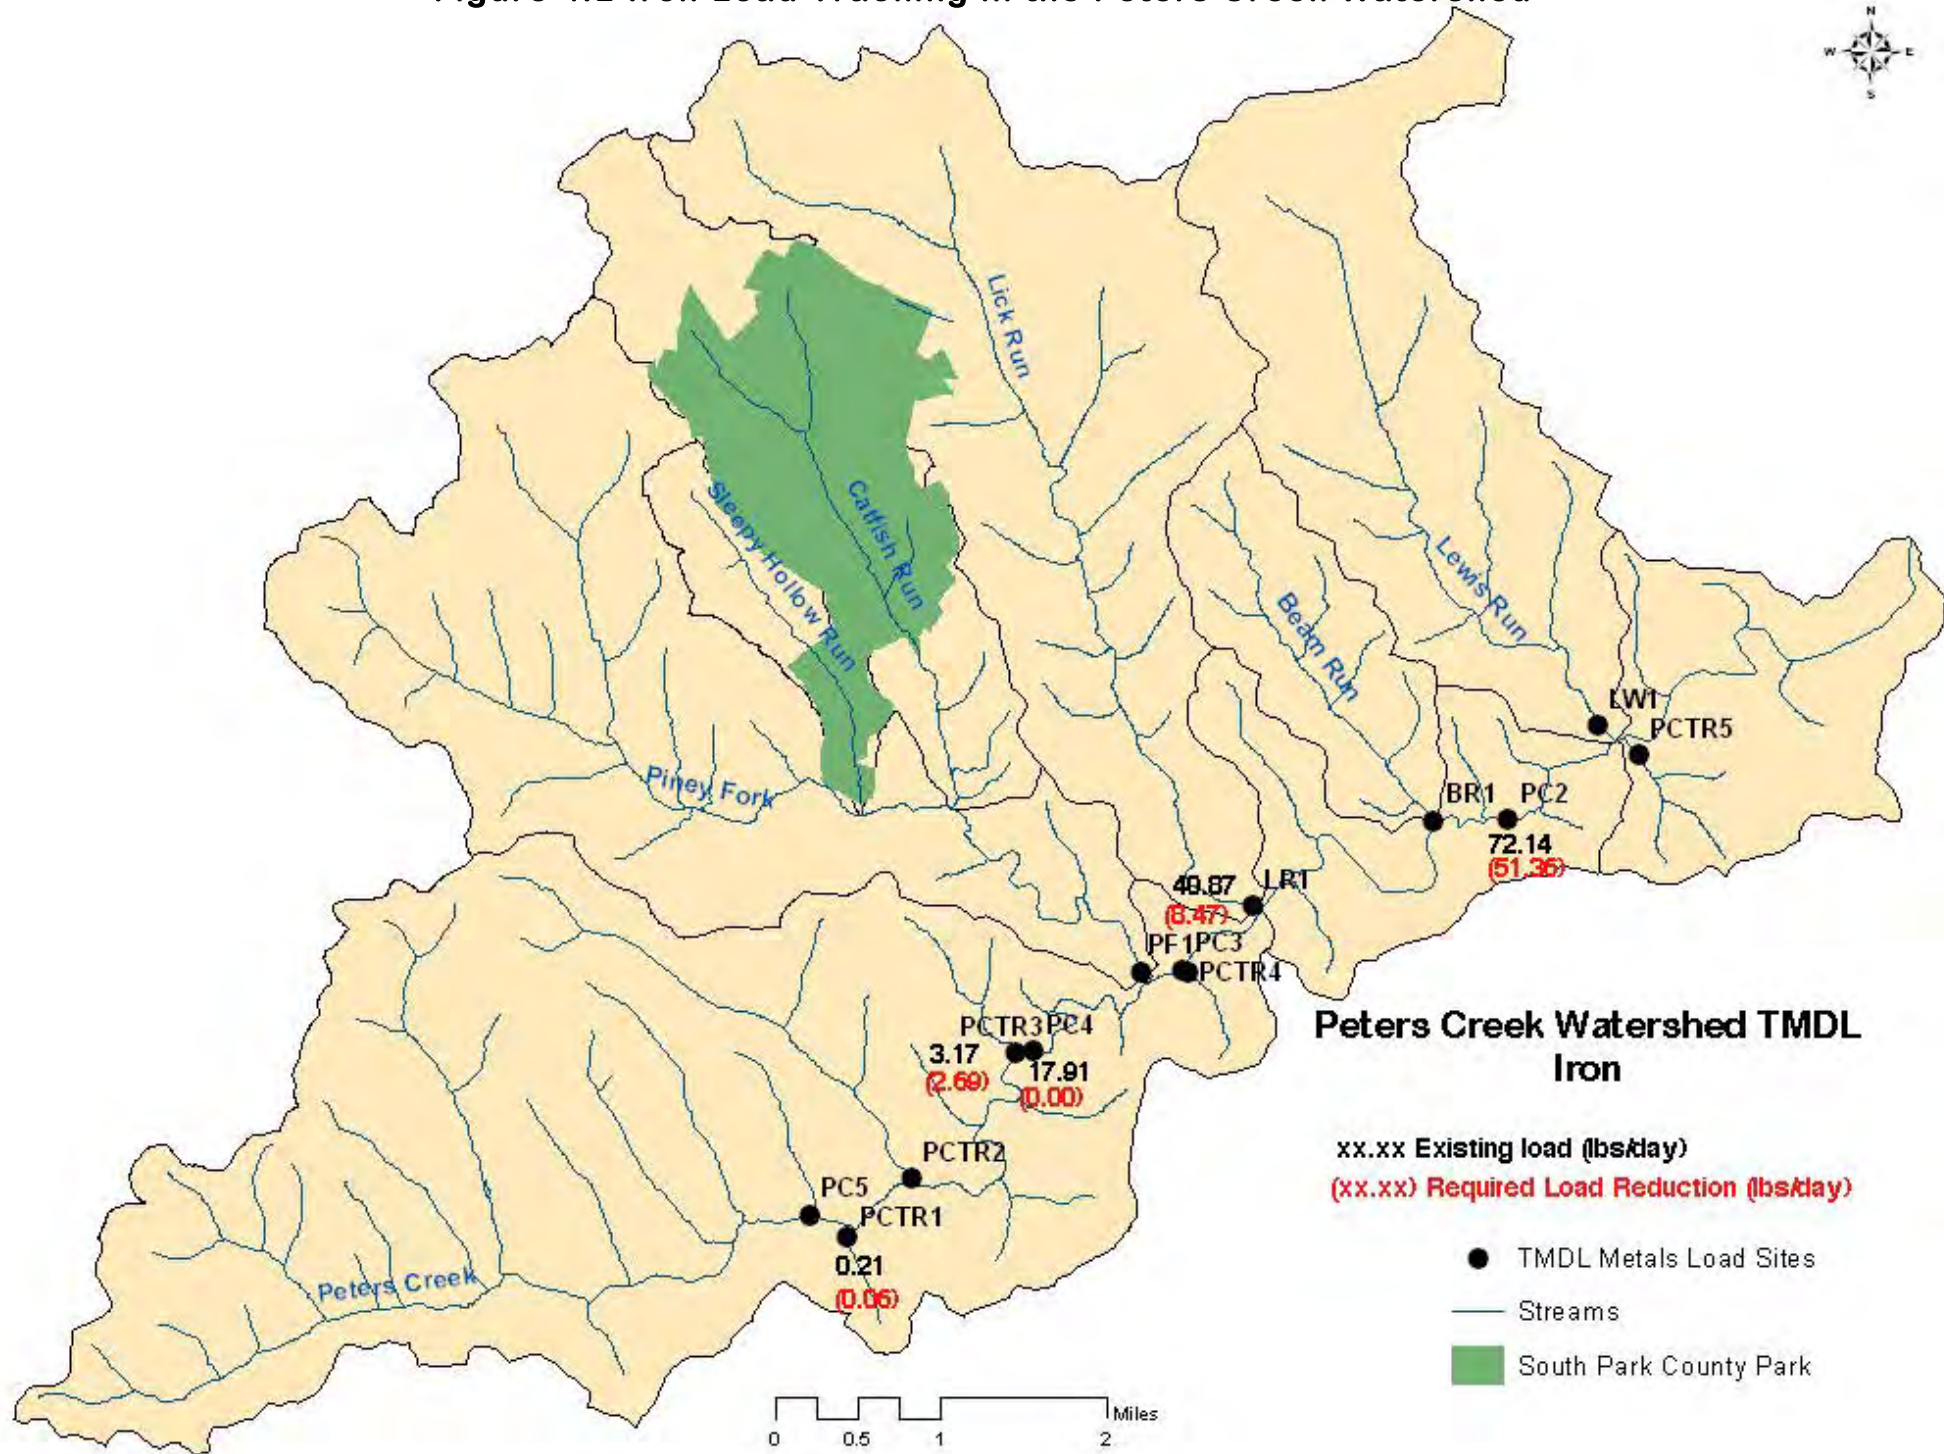 N
W E
S
Lick Run
Sleepy Hollow Run
Catfish Run
Lewis Run
Beam Run
Piney Fork
LW1
PCTR5
BR1 PC2
72.14
(51.36)
40.87 LR1
(8.47)
PF1 PC3
PCTR4
PCTR3 PC4
3.17
(2.69)
17.91
(0.00)
PCTR2
PC5
PCTR1
0.21
(0.06)
Peters Creek
Peters Creek Watershed TMDL
Iron
xx.xx Existing load (lbs/day)
(xx.xx) Required Load Reduction (lbs/day)
TMDL Metals Load Sites
Streams
South Park County Park
Miles
0 0.5 1 2